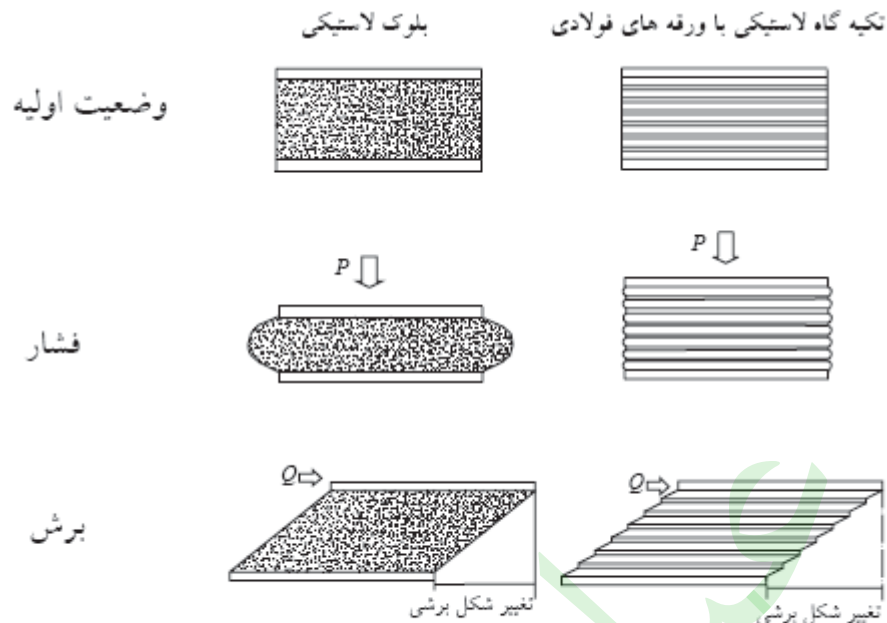 تکیه گاه لاستیکی با ورقه های فولادی
بلوک لاستیکی
وضعیت اولیه
P
P
فشار
Q
Q
برش
تغییر شکل برشی
تغییر شکل برشی